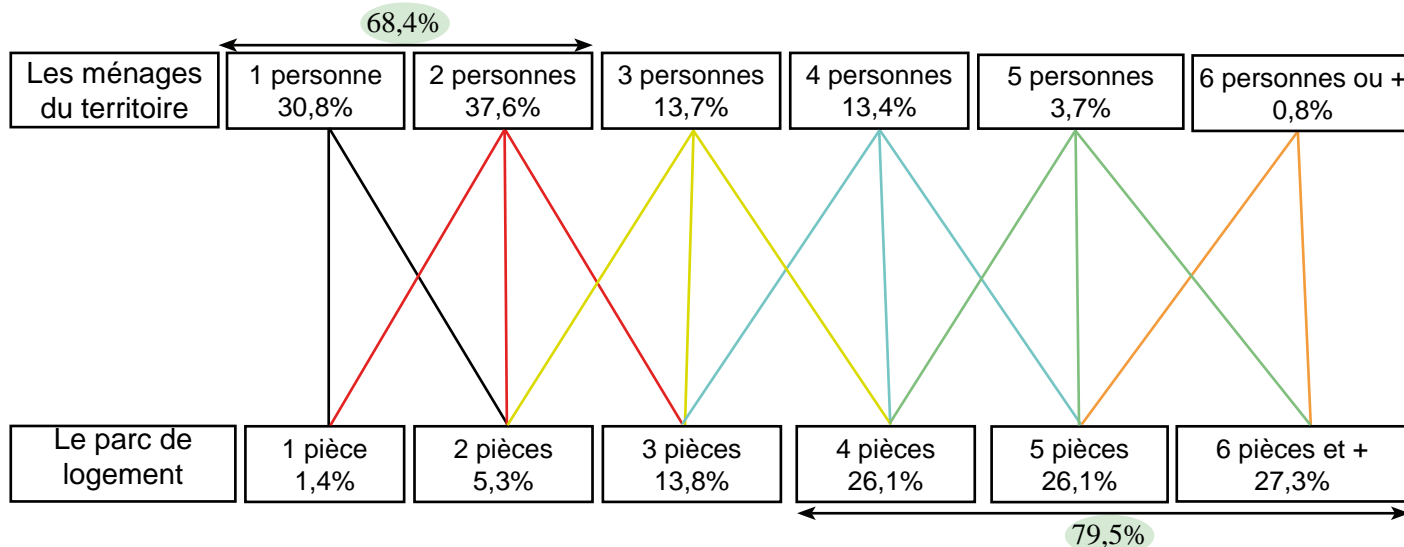 68,4%
Les ménages
du territoire
1 personne
30,8%
2 personnes
37,6%
3 personnes
13,7%
4 personnes
13,4%
5 personnes
3,7%
6 personnes ou +
0,8%
Le parc de
logement
1 pièce
1,4%
2 pièces
5,3%
3 pièces
13,8%
4 pièces
26,1%
5 pièces
26,1%
6 pièces et +
27,3%
79,5%